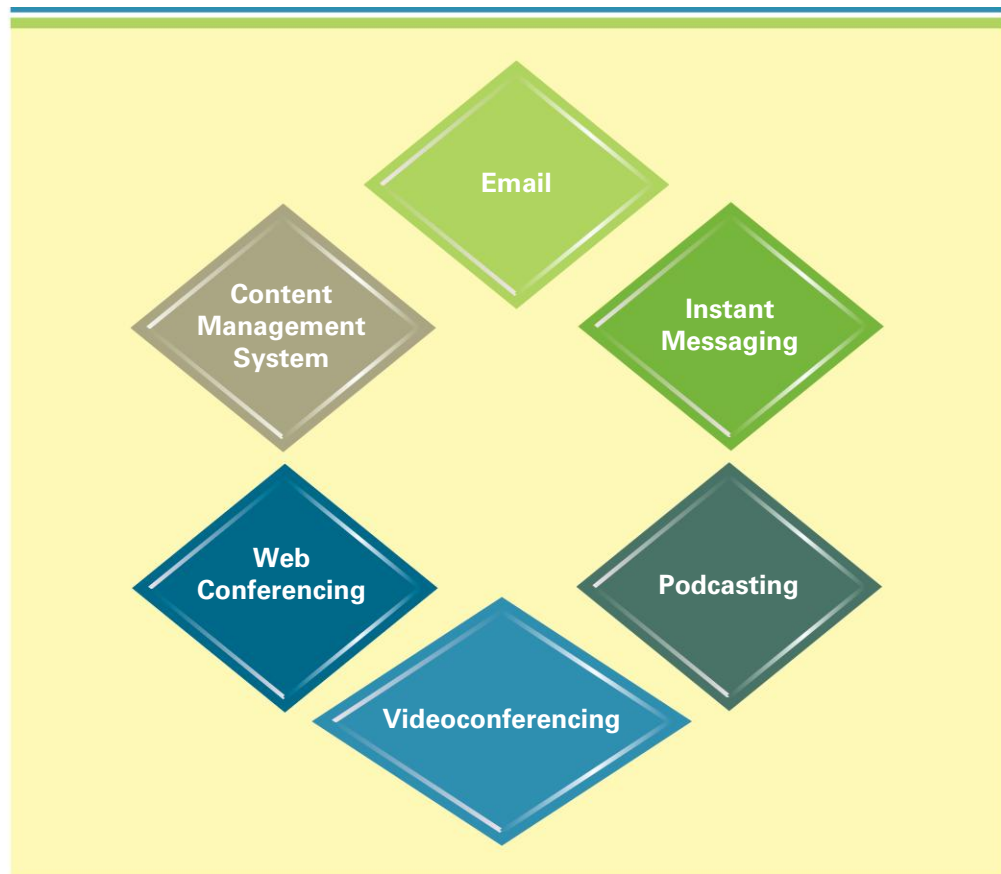 Email
Instant
Messaging
Podcasting
Videoconferencing
Web
Conferencing
Content
Management
System